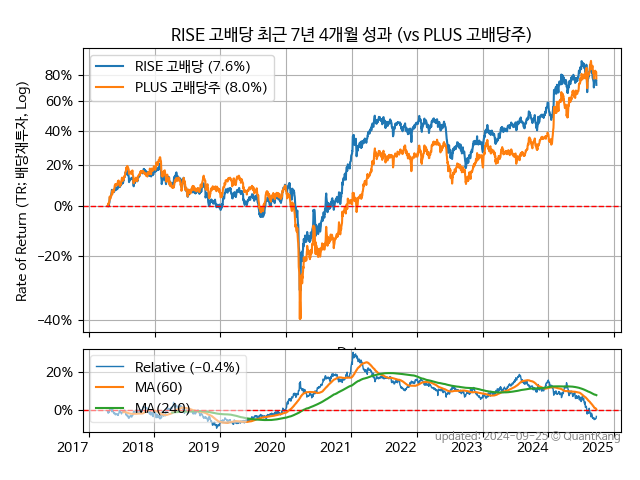 RISE 고배당 최근 7년 4개월 성과 (vs PLUS 고배당주)
Rate of Return (TR: 배당재투자, Log)
80%
60%
40%
20%
0%
−20%
−40%
RISE 고배당 (7.6%)
PLUS 고배당주 (8.0%)
20%
0%
Relative (−0.4%)
MA(60)
MA(240)
2017 2018 2019 2020 2021 2022 2023 2024 2025
updated: 2024-09-25 © QuantKang